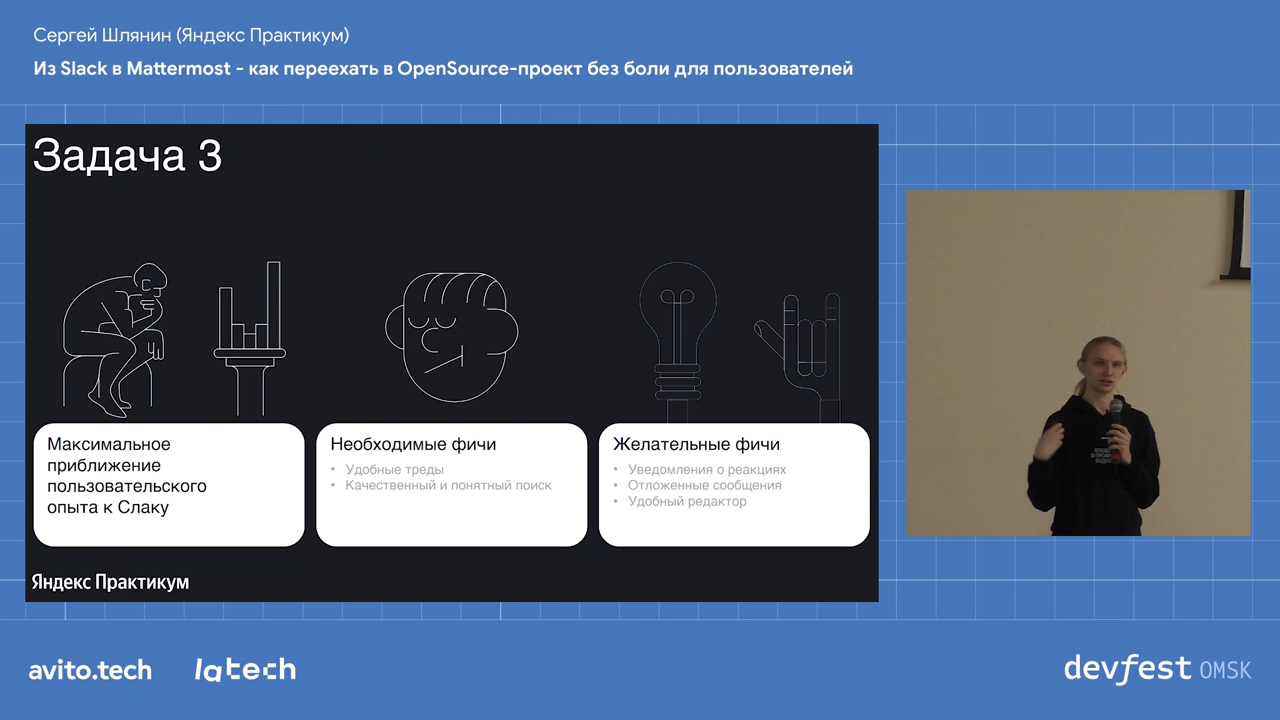 Сергей Шлянин (Яндекс Практикум)
Из Slack в Mattermost - как переехать в OpenSource-проект без боли для пользователей
Задача 3
Максимальное
приближение
пользовательского
опыта к Слаку
Необходимые фичи
• Удобные треды
• Качественный и понятный поиск
Желательные фичи
• Уведомления о реакциях
• Отложенные сообщения
• Удобный редактор
Яндекс Практикум
avito.tech
latech
devfest OMSK